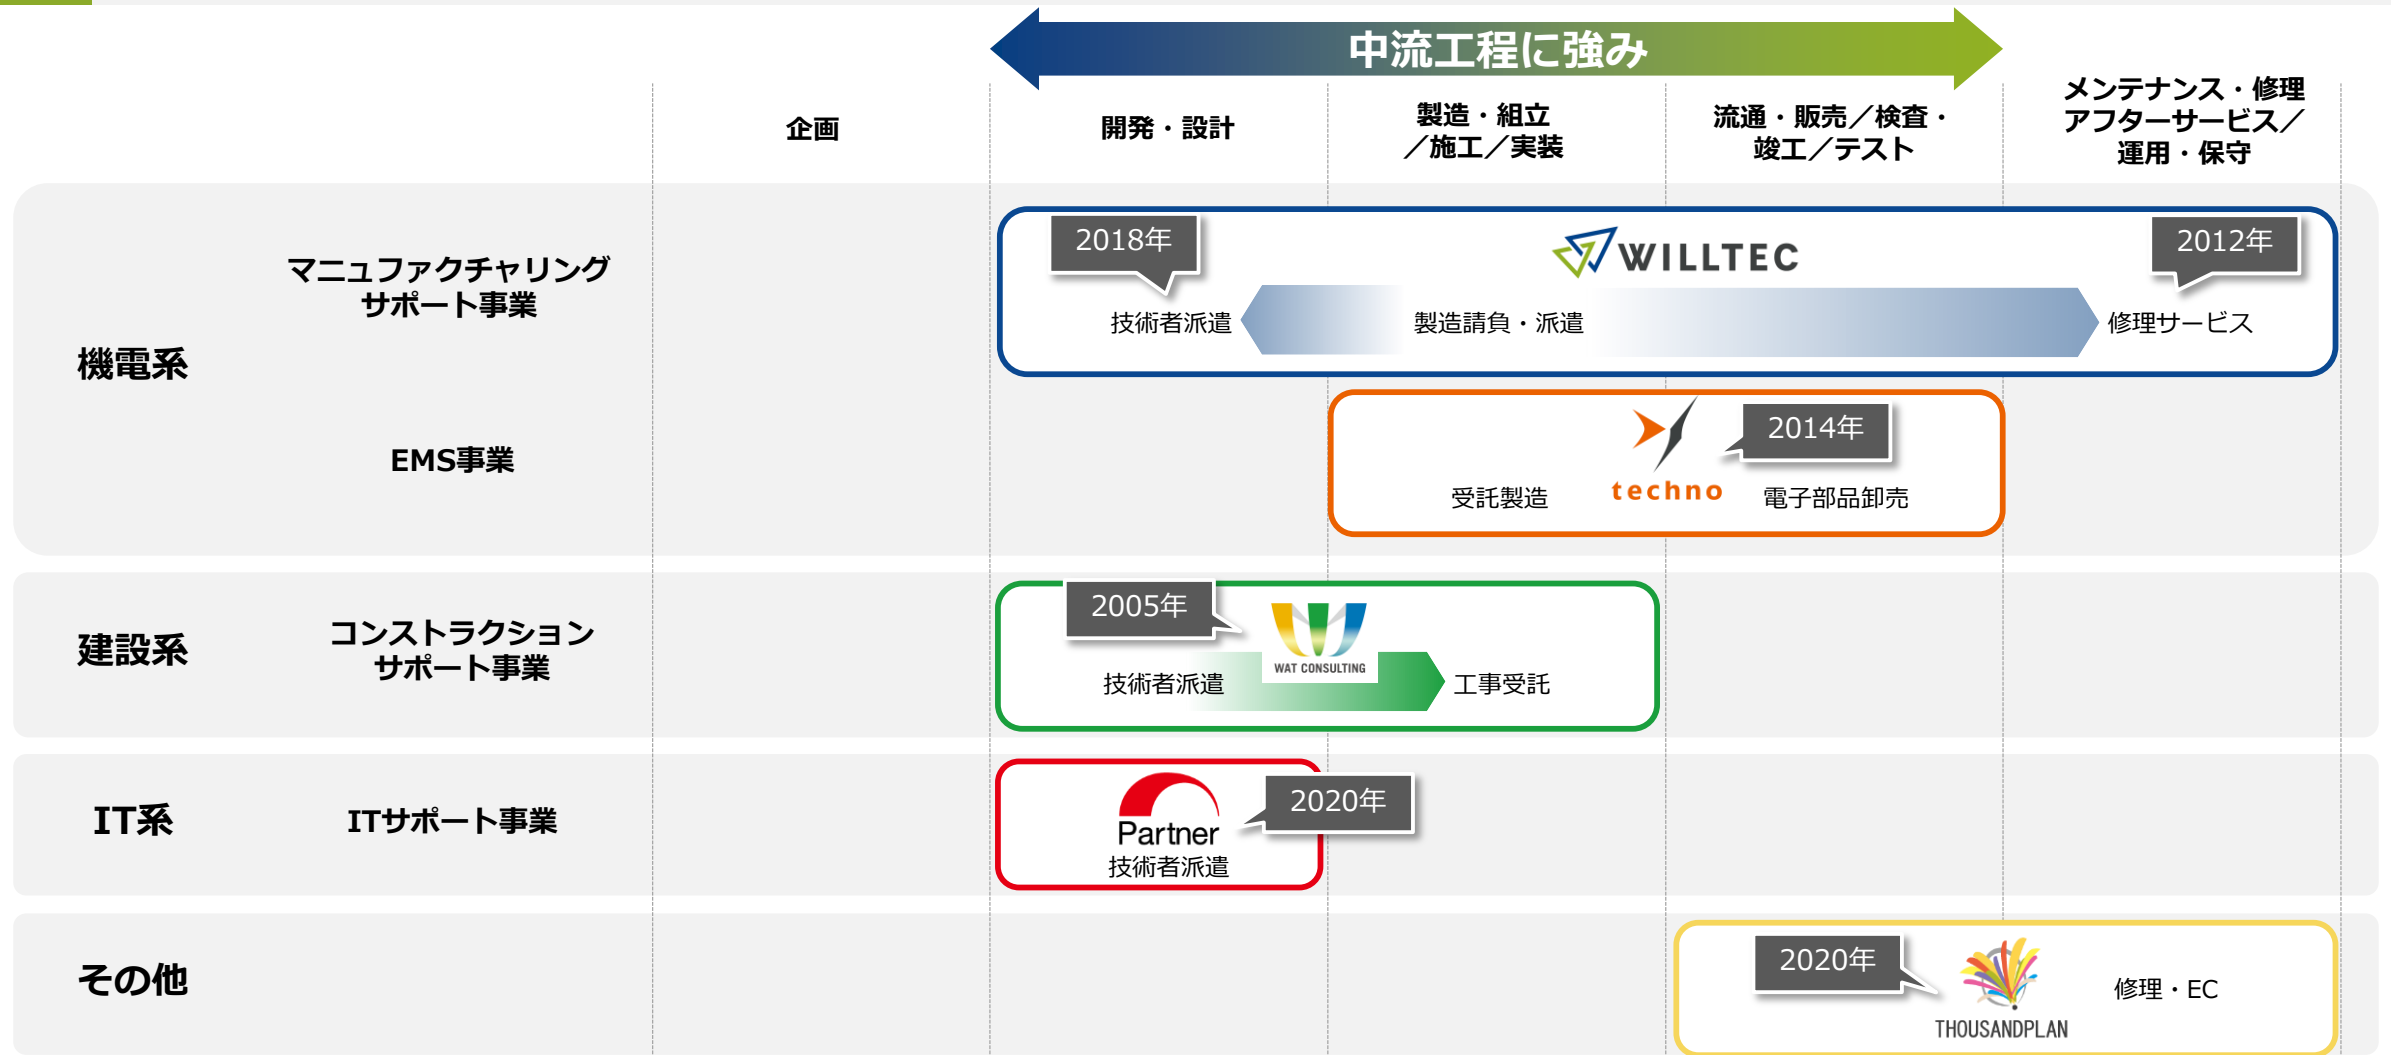 中流工程に強み
企画
開発・設計
製造・組立
／施工／実装
流通・販売／検査・
竣工／テスト
メンテナンス・修理
アフターサービス／
運用・保守
機電系
マニュファクチャリング
サポート事業
2018年
WILLTEC
2012年
技術者派遣
製造請負・派遣
修理サービス
EMS事業
2014年
受託製造
techno
電子部品卸売
建設系
コンストラクション
サポート事業
2005年
WAT CONSULTING
技術者派遣
工事受託
IT系
ITサポート事業
2020年
Partner
技術者派遣
その他
2020年
THOUSANDPLAN
修理・EC